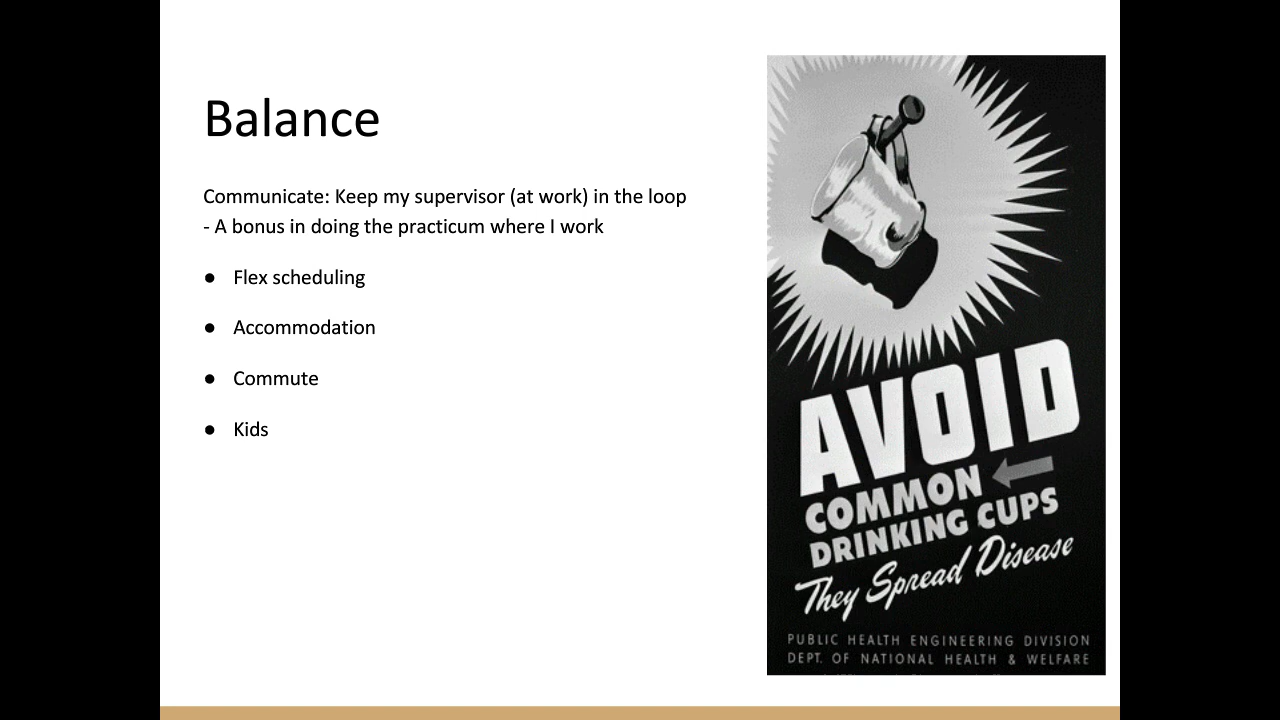 Balance
Communicate: Keep my supervisor (at work) in the loop
- A bonus in doing the practicum where I work
● Flex scheduling
● Accommodation
● Commute
● Kids
AVOID
COMMON
DRINKING CUPS
They Spread Disease
PUBLIC HEALTH ENGINEERING DIVISION
DEPT. OF NATIONAL HEALTH & WELFARE